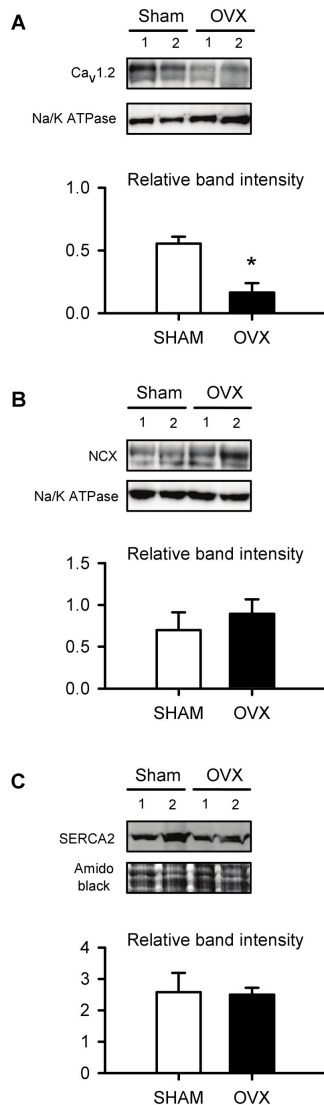 A
Sham OVX
1 2 1 2
Cav1.2
Na/K ATPase
Relative band intensity
1.0
0.5
*
0.0
SHAM OVX
B
Sham OVX
1 2 1 2
NCX
Na/K ATPase
Relative band intensity
1.5
1.0
0.5
0.0
SHAM OVX
C
Sham OVX
1 2 1 2
SERCA2
Amido
black
Relative band intensity
4
3
2
1
0
SHAM OVX